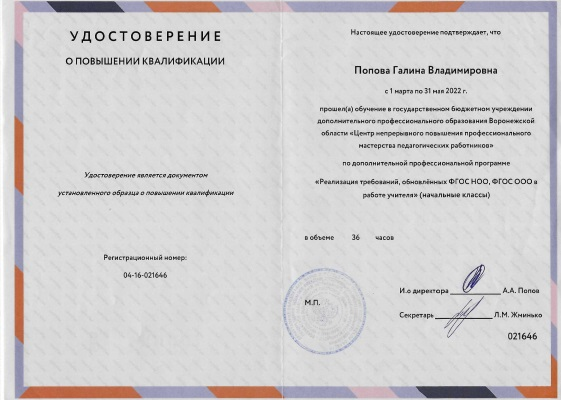 УДОСТОВЕРЕНИЕ
О ПОВЫШЕНИИ КВАЛИФИКАЦИИ
Удостоверение является документом
установленного образца о повышении квалификации
Регистрационный номер:
04-16-021646
Настоящее удостоверение подтверждает, что
Попова Галина Владимировна
с 1 марта по 31 мая 2022 г.
прошел(а) обучение в государственном бюджетном учреждении
дополнительного профессионального образования Воронежской
области «Центр непрерывного повышения профессионального
мастерства педагогических работников»
по дополнительной профессиональной программе
«Реализация требований, обновлённых ФГОС НОО, ФГОС ООО в
работе учителя» (начальные классы)
в объеме 36 часов
М.П.
И.о директора А.А. Попов
Секретарь Л.М. Жминько
021646